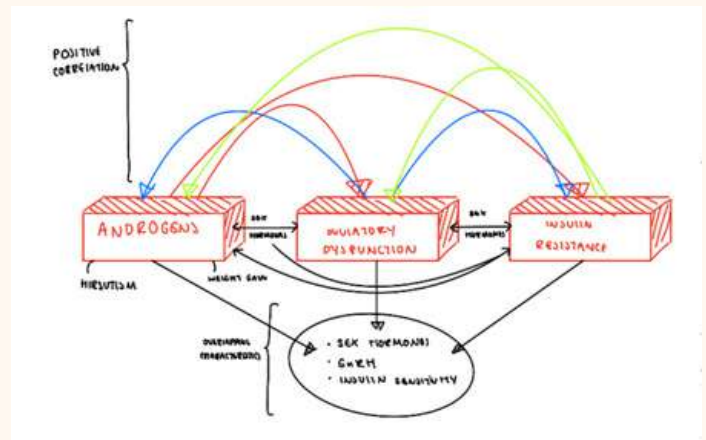 POSITIVE
CORRELATION
ANDROGENS
SEX
HORMONES
OVULATORY
DYSFUNCTION
SEX
HORMONES
INSULIN
RESISTANCE
HIRSUTISM
WEIGHT GAIN
OVERLAPPING
CHARACTERISTICS
· SEX HORMONES
· GnRH
· INSULIN SENSITIVITY